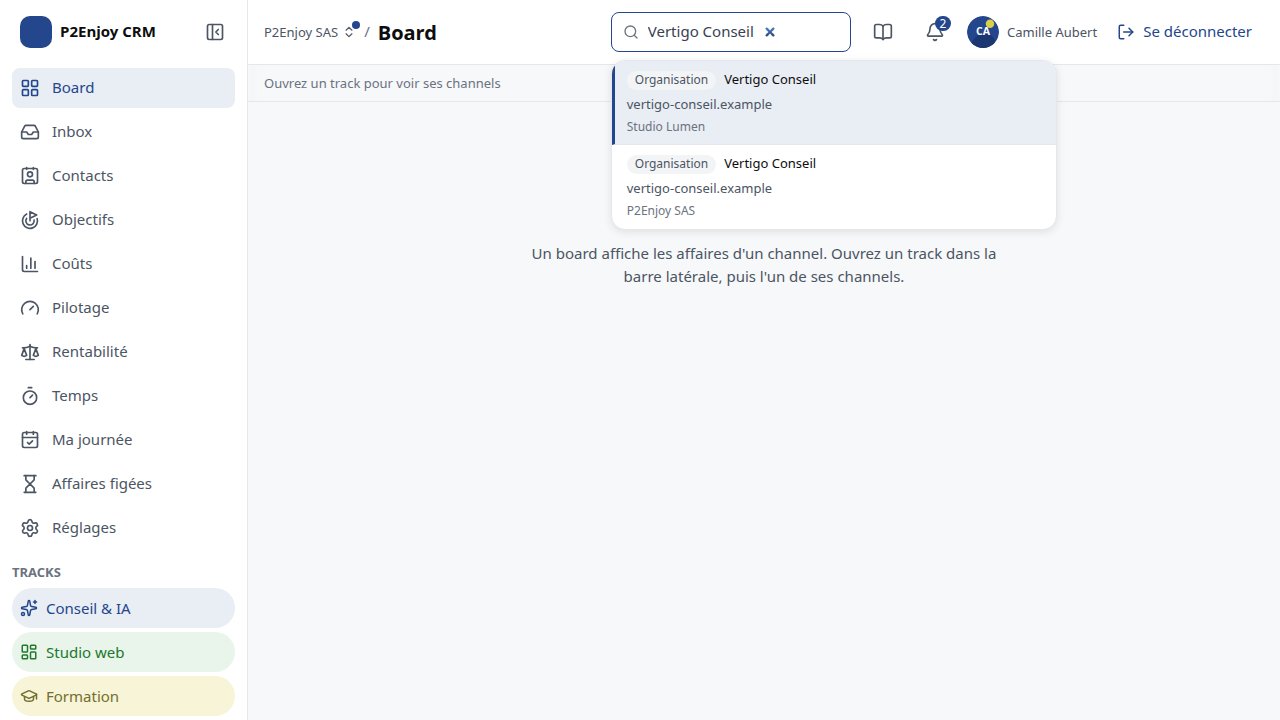 P2Enjoy CRM
P2Enjoy SAS / Board
Vertigo Conseil
2
CA
Camille Aubert
Se déconnecter
Ouvrez un track pour voir ses channels
Organisation Vertigo Conseil
vertigo-conseil.example
Studio Lumen
Organisation Vertigo Conseil
vertigo-conseil.example
P2Enjoy SAS
Un board affiche les affaires d'un channel. Ouvrez un track dans la
barre latérale, puis l'un de ses channels.
Board
Inbox
Contacts
Objectifs
Coûts
Pilotage
Rentabilité
Temps
Ma journée
Affaires figées
Réglages
TRACKS
Conseil & IA
Studio web
Formation